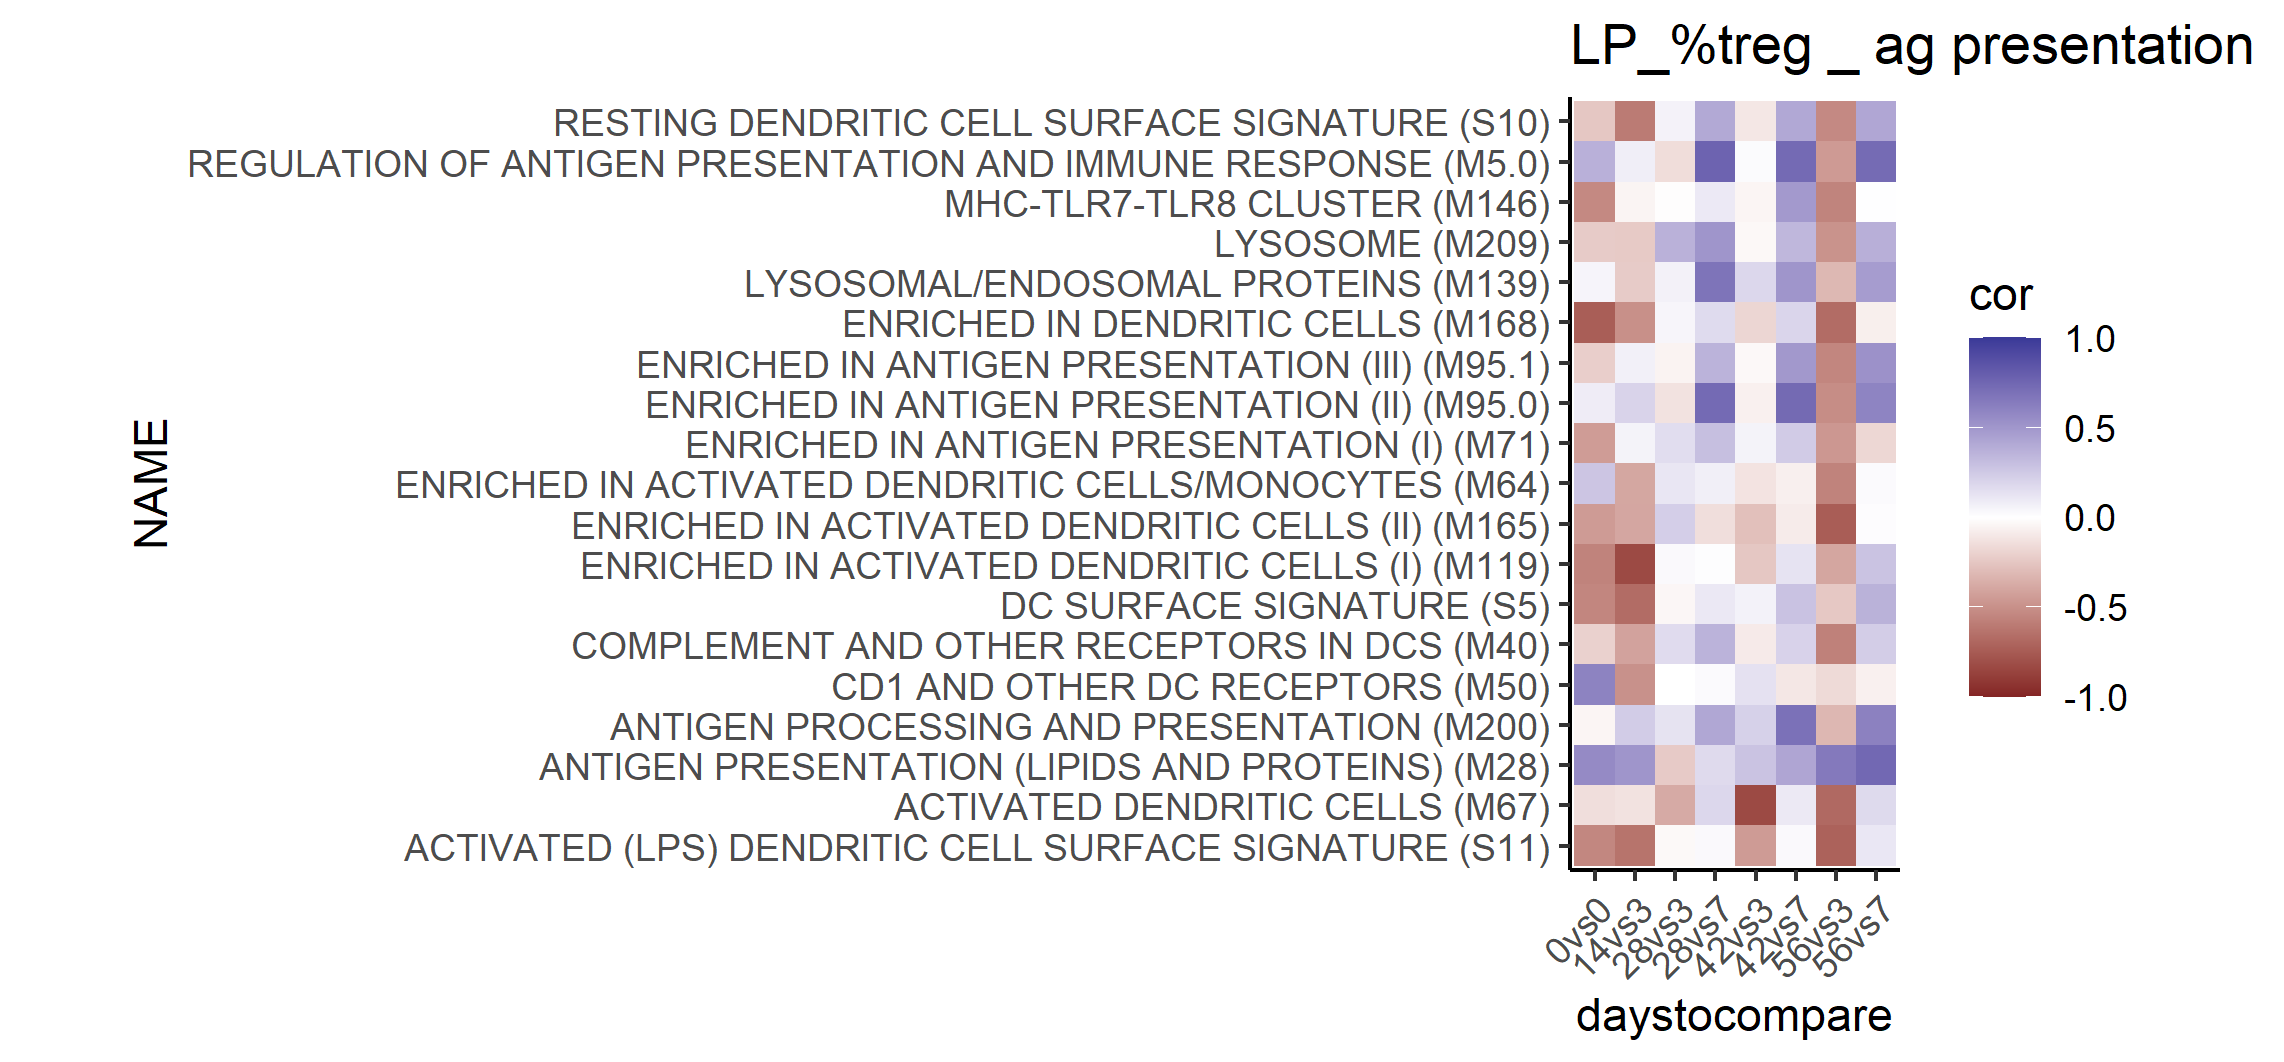 LP_%treg _ ag presentation
NAME
RESTING DENDRITIC CELL SURFACE SIGNATURE (S10)
REGULATION OF ANTIGEN PRESENTATION AND IMMUNE RESPONSE (M5.0)
MHC-TLR7-TLR8 CLUSTER (M146)
LYSOSOME (M209)
LYSOSOMAL/ENDOSOMAL PROTEINS (M139)
ENRICHED IN DENDRITIC CELLS (M168)
ENRICHED IN ANTIGEN PRESENTATION (III) (M95.1)
ENRICHED IN ANTIGEN PRESENTATION (II) (M95.0)
ENRICHED IN ANTIGEN PRESENTATION (I) (M71)
ENRICHED IN ACTIVATED DENDRITIC CELLS/MONOCYTES (M64)
ENRICHED IN ACTIVATED DENDRITIC CELLS (II) (M165)
ENRICHED IN ACTIVATED DENDRITIC CELLS (I) (M119)
DC SURFACE SIGNATURE (S5)
COMPLEMENT AND OTHER RECEPTORS IN DCS (M40)
CD1 AND OTHER DC RECEPTORS (M50)
ANTIGEN PROCESSING AND PRESENTATION (M200)
ANTIGEN PRESENTATION (LIPIDS AND PROTEINS) (M28)
ACTIVATED DENDRITIC CELLS (M67)
ACTIVATED (LPS) DENDRITIC CELL SURFACE SIGNATURE (S11)
0vs0
14vs3
28vs3
28vs7
42vs3
42vs7
56vs3
56vs7
daystocompare
cor
1.0
0.5
0.0
-0.5
-1.0